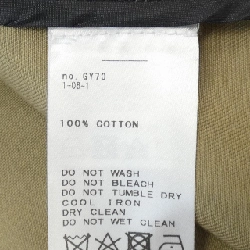 no. GY70
1-08-1
100% COTTON
DO NOT WASH
DO NOT BLEACH
DO NOT TUMBLE DRY
COOL IRON
DRY CLEAN
DO NOT WET CLEAN